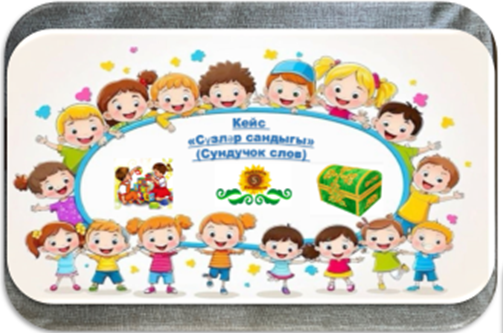 Кейс
«Сүзләр сандыгы»
(Сундучок слов)